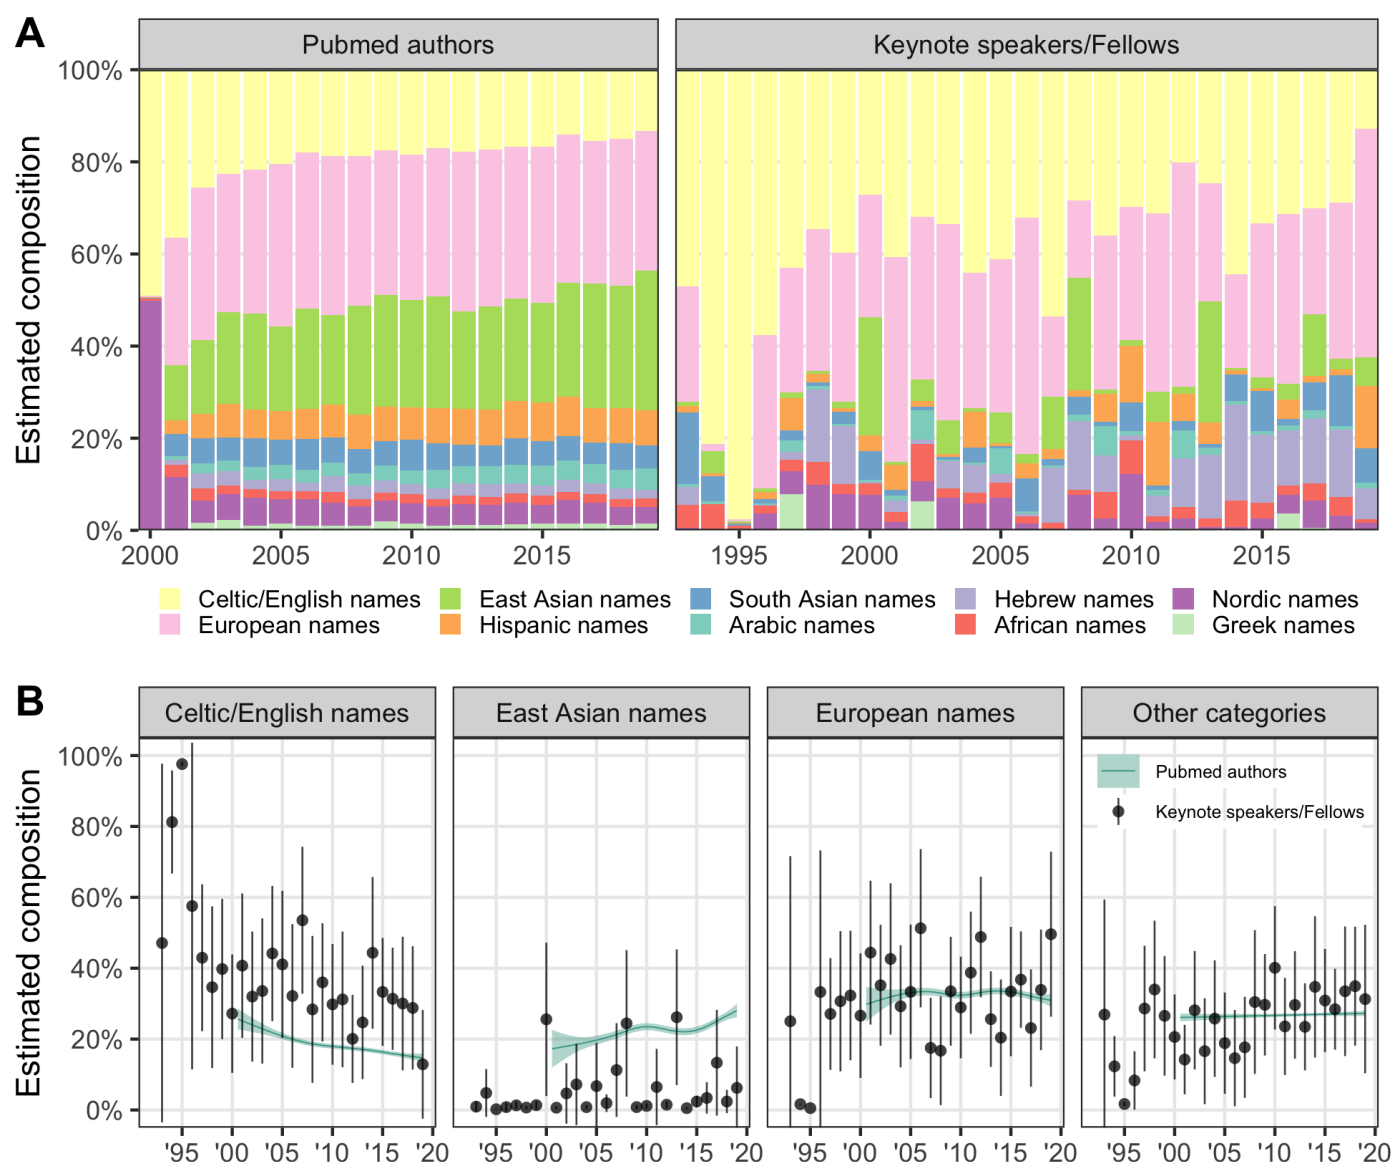 A
Pubmed authors
Keynote speakers/Fellows
Estimated composition
100%
80%
60%
40%
20%
0%
2000 2005 2010 2015
1995 2000 2005 2010 2015
Celtic/English names East Asian names South Asian names Hebrew names Nordic names
European names Hispanic names Arabic names African names Greek names
B
Celtic/English names
East Asian names
European names
Other categories
Estimated composition
100%
80%
60%
40%
20%
0%
Pubmed authors
Keynote speakers/Fellows
'95 '00 '05 '10 '15 '20
'95 '00 '05 '10 '15 '20
'95 '00 '05 '10 '15 '20
'95 '00 '05 '10 '15 '20